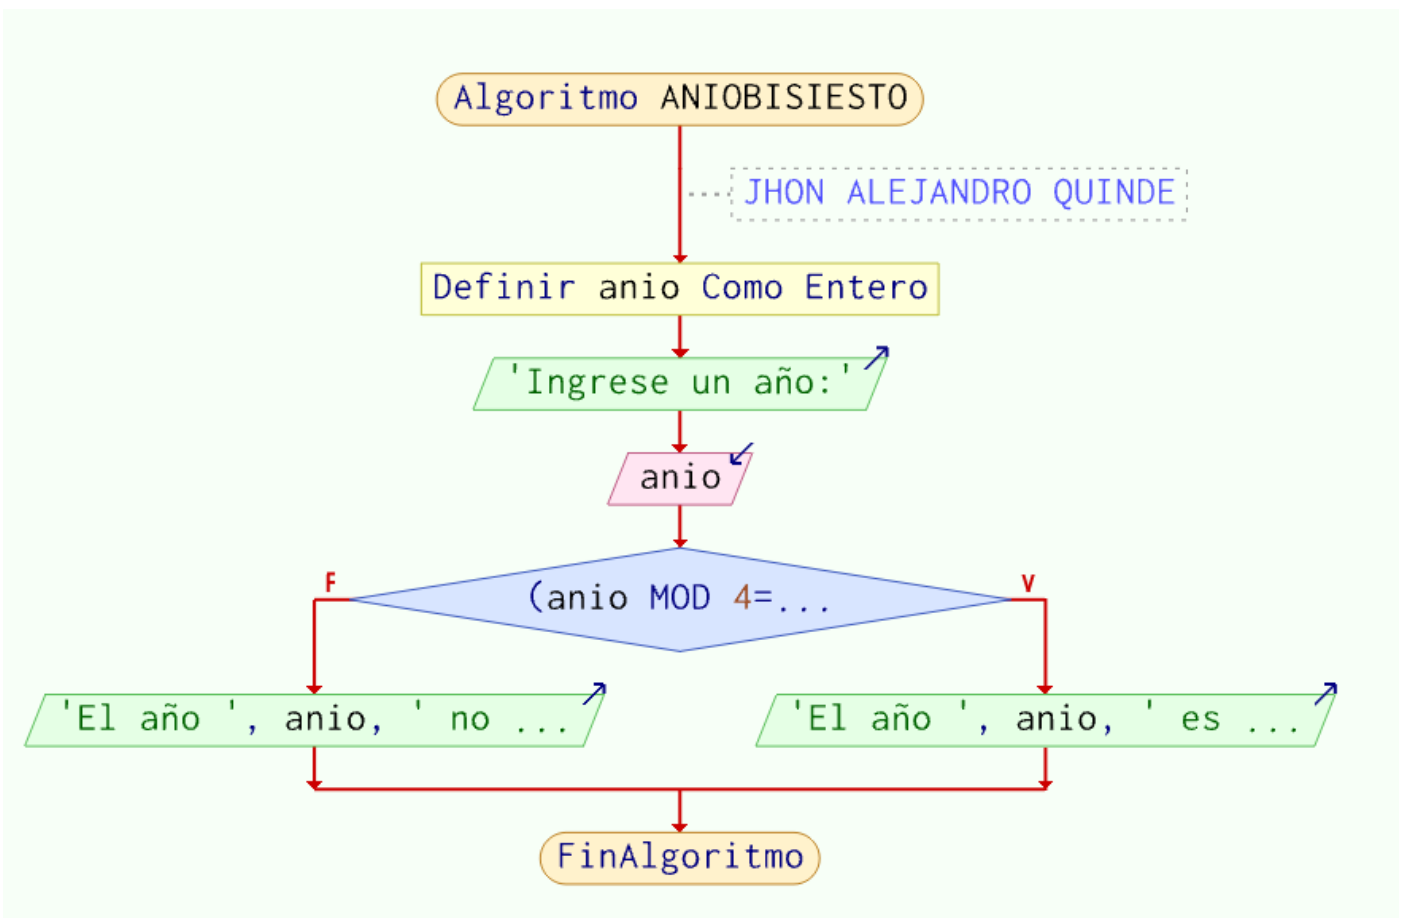 Algoritmo ANIOBISIESTO
JHON ALEJANDRO QUINDE
Definir anio Como Entero
'Ingrese un año:'
anio
F
(anio MOD 4=...
V
'El año ', anio, ' no ...
'El año ', anio, ' es ...
FinAlgoritmo